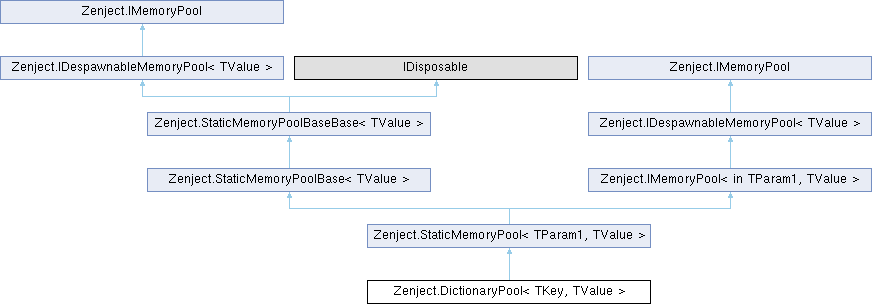 Zenject.IMemoryPool
Zenject.IDespawnableMemoryPool< TValue >
IDisposable
Zenject.IMemoryPool
Zenject.StaticMemoryPoolBaseBase< TValue >
Zenject.IDespawnableMemoryPool< TValue >
Zenject.StaticMemoryPoolBase< TValue >
Zenject.IMemoryPool< in TParam1, TValue >
Zenject.StaticMemoryPool< TParam1, TValue >
Zenject.DictionaryPool< TKey, TValue >